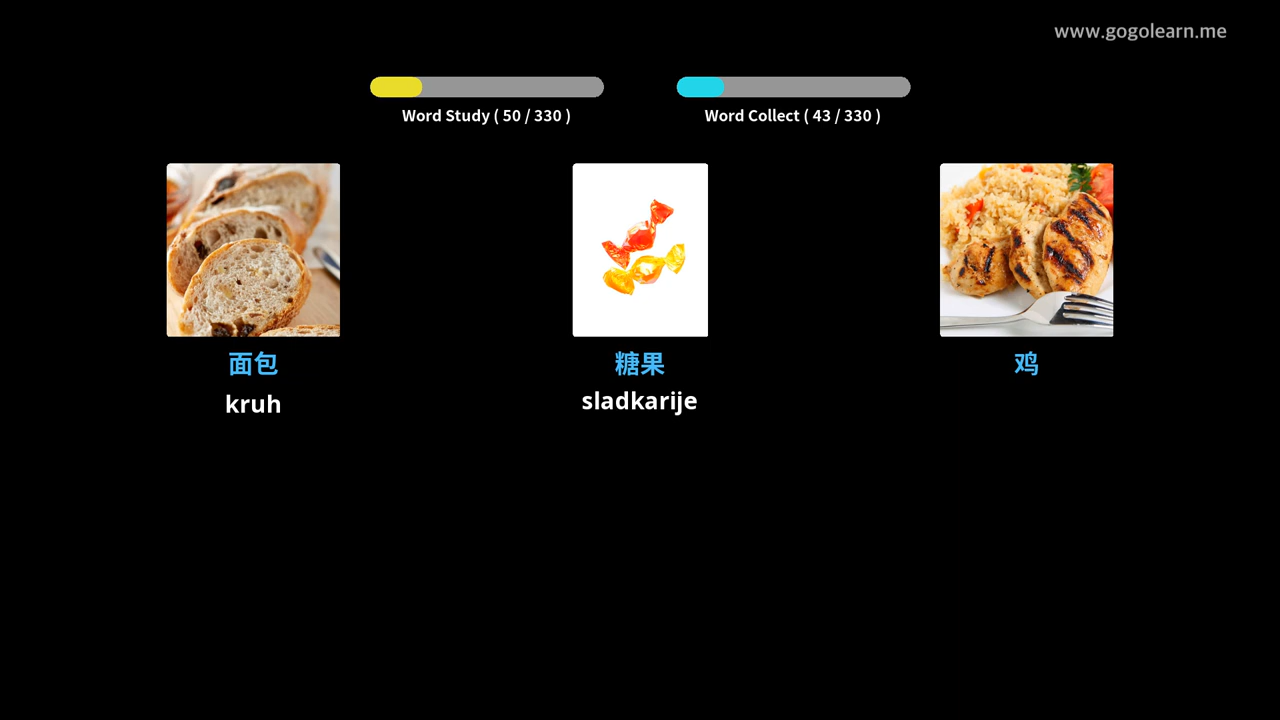 www.gogolearn.me
Word Study ( 50 / 330 )
Word Collect ( 43 / 330 )
面包
kruh
糖果
sladkarije
鸡